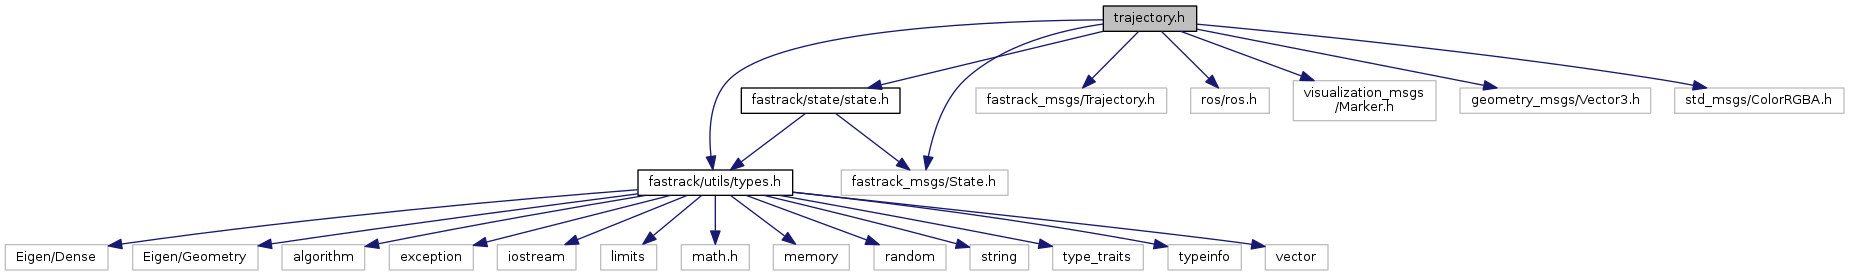 trajectory.h
fastrack/state/state.h
fastrack_msgs/Trajectory.h
ros/ros.h
visualization_msgs
/Marker.h
geometry_msgs/Vector3.h
std_msgs/ColorRGBA.h
fastrack/utils/types.h
fastrack_msgs/State.h
Eigen/Dense
Eigen/Geometry
algorithm
exception
iostream
limits
math.h
memory
random
string
type_traits
typeinfo
vector